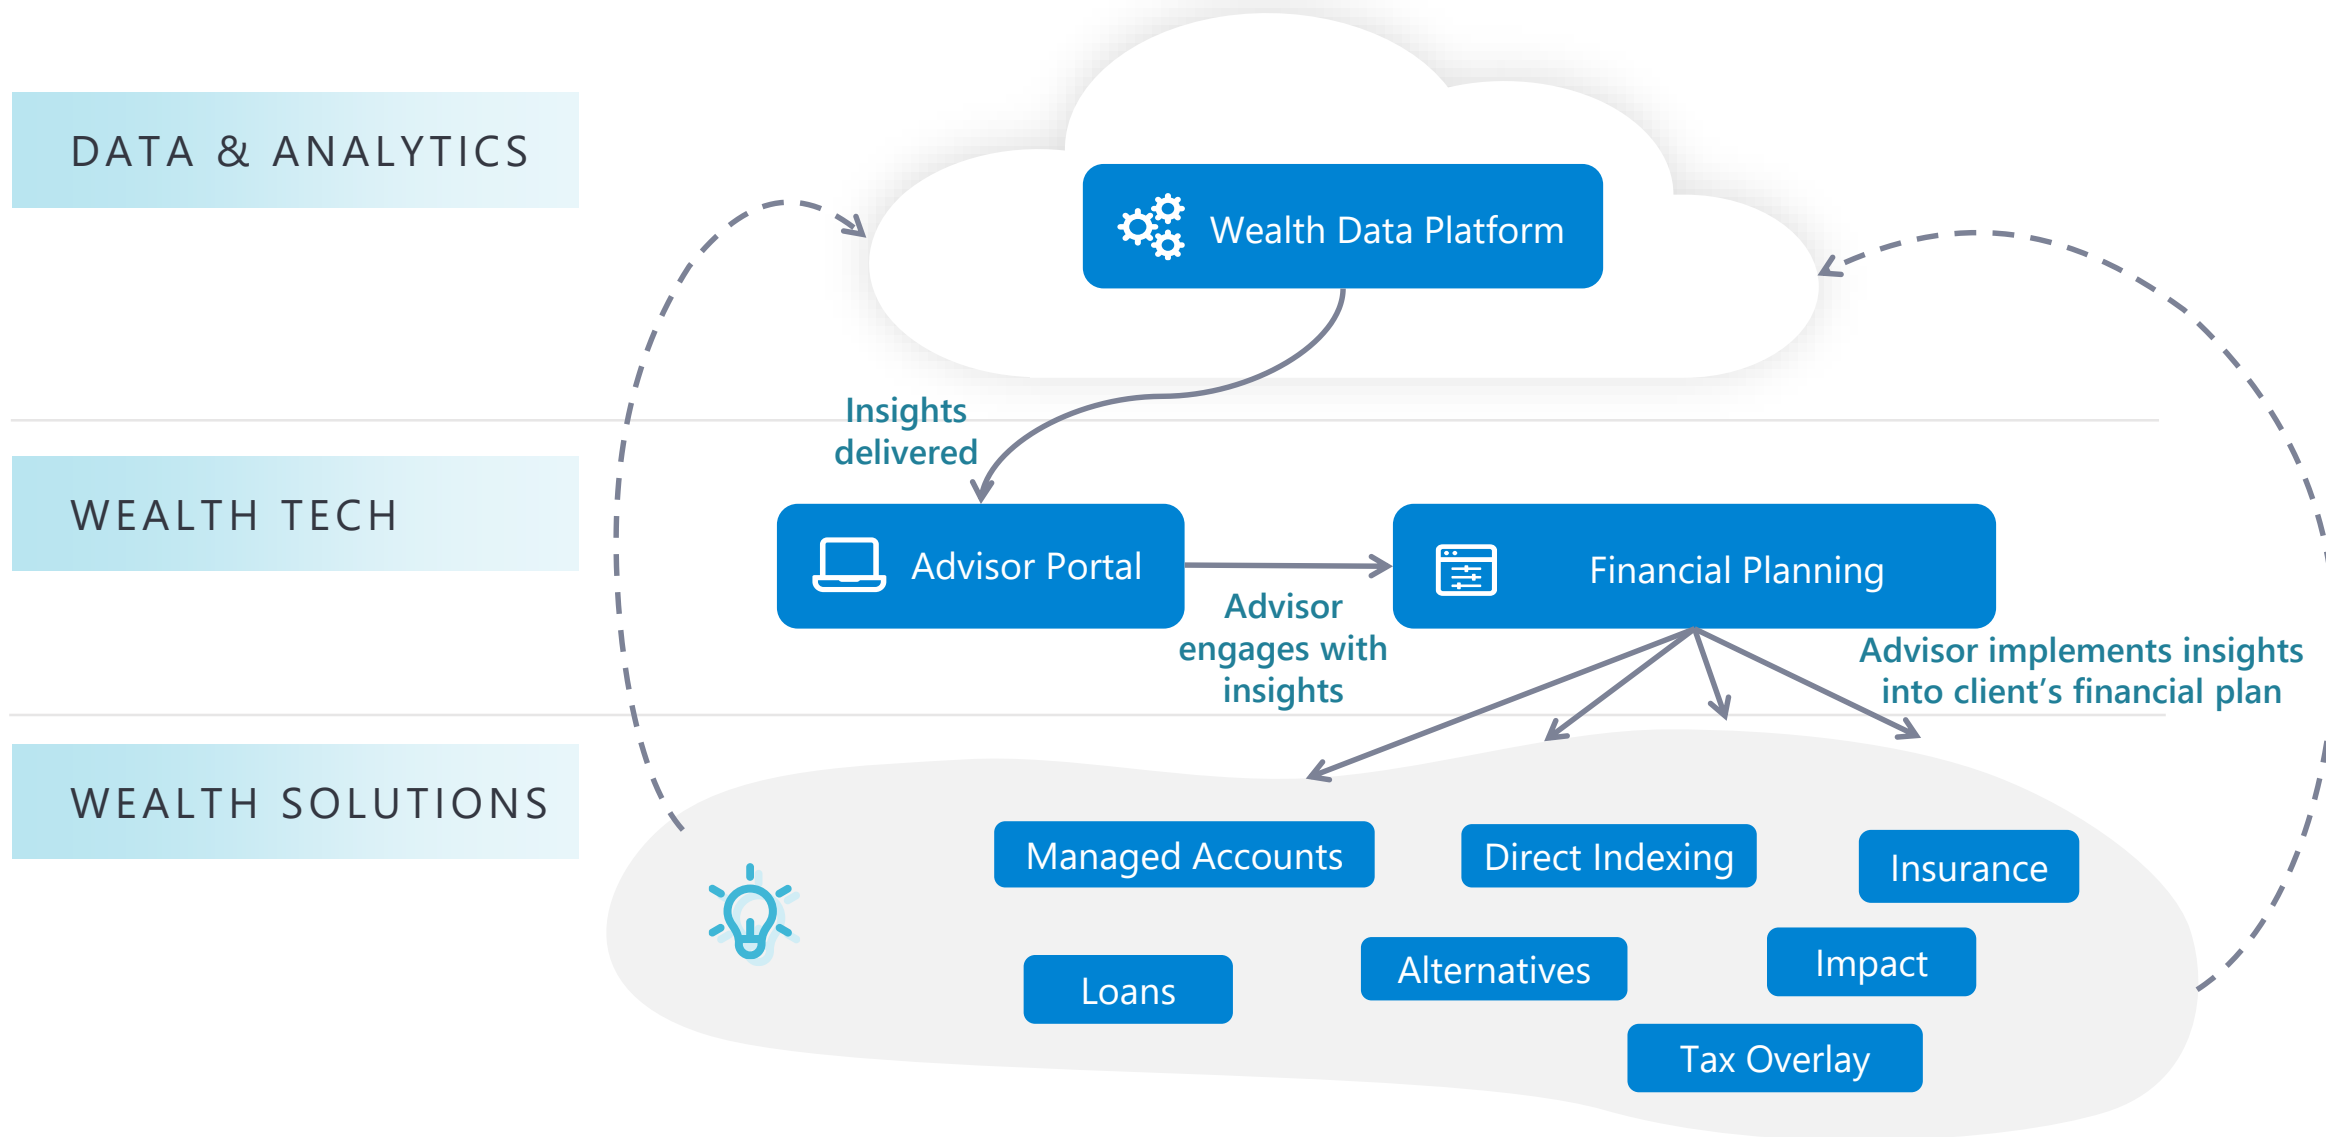 DATA & ANALYTICS
Wealth Data Platform
Insights
delivered
WEALTH TECH
Advisor Portal
Financial Planning
Advisor
engages with
insights
Advisor implements insights
into client’s financial plan
WEALTH SOLUTIONS
Managed Accounts
Direct Indexing
Insurance
Loans
Alternatives
Impact
Tax Overlay